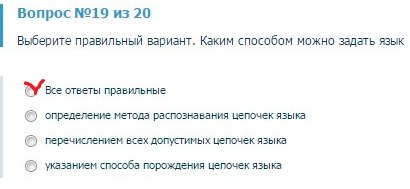 Вопрос №19 из 20
Выберите правильный вариант. Каким способом можно задать язык
Все ответы правильные
определение метода распознавания цепочек языка
перечислением всех допустимых цепочек языка
указанием способа порождения цепочек языка